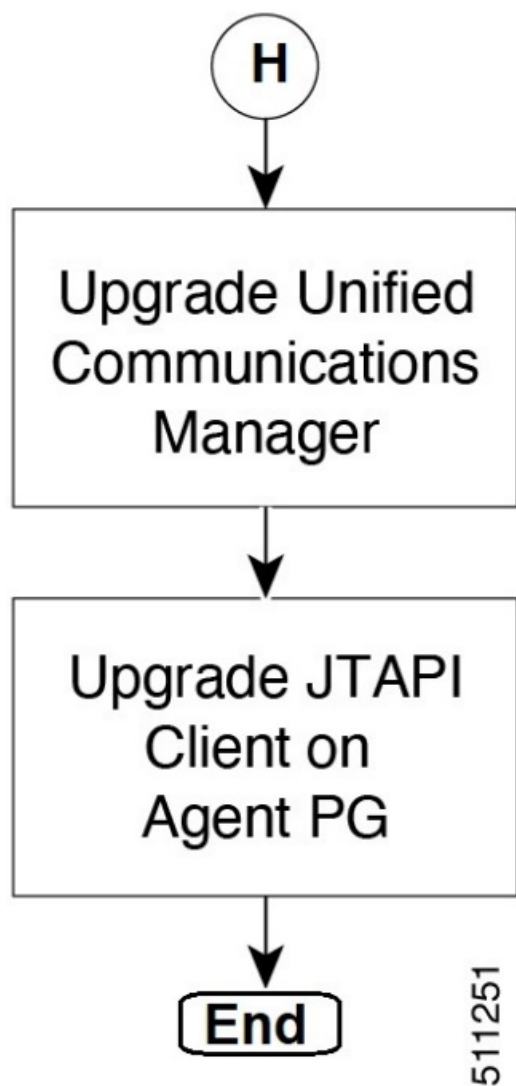 H
Upgrade Unified
Communications
Manager
Upgrade JTAPI
Client on
Agent PG
End
511251